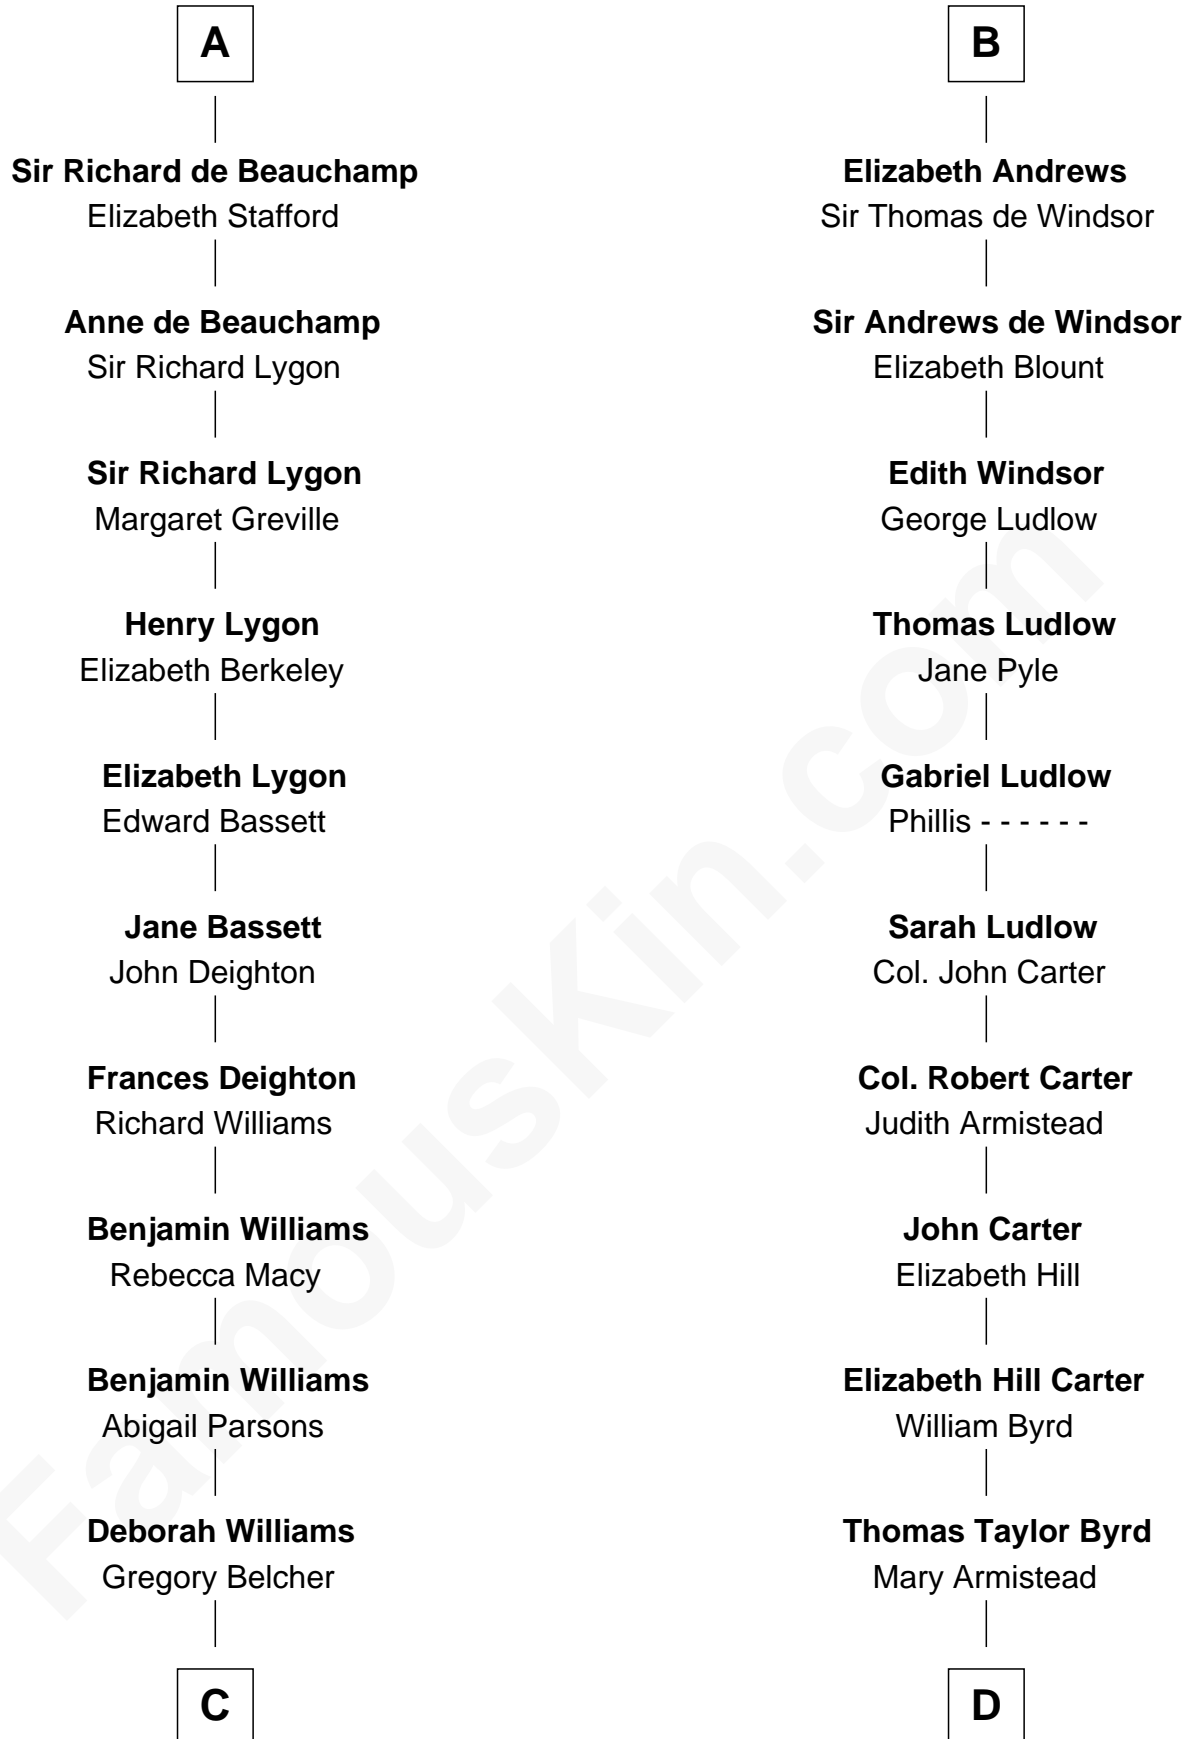 A
Sir Richard de Beauchamp
Elizabeth Stafford
Anne de Beauchamp
Sir Richard Lygon
Sir Richard Lygon
Margaret Greville
Henry Lygon
Elizabeth Berkeley
Elizabeth Lygon
Edward Bassett
Jane Bassett
John Deighton
Frances Deighton
Richard Williams
Benjamin Williams
Rebecca Macy
Benjamin Williams
Abigail Parsons
Deborah Williams
Gregory Belcher
C
B
Elizabeth Andrews
Sir Thomas de Windsor
Sir Andrews de Windsor
Elizabeth Blount
Edith Windsor
George Ludlow
Thomas Ludlow
Jane Pyle
Gabriel Ludlow
Phillis - - - - - -
Sarah Ludlow
Col. John Carter
Col. Robert Carter
Judith Armistead
John Carter
Elizabeth Hill
Elizabeth Hill Carter
William Byrd
Thomas Taylor Byrd
Mary Armistead
D
FamousKin.com